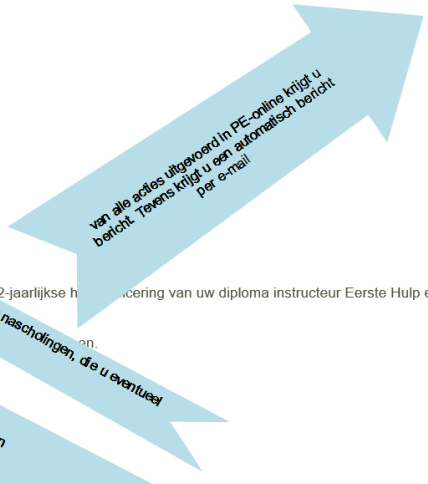 van alle acties uitgevoerd in PE-online krijgt u
bericht. Tevens krijgt u een automatisch bericht
per e-mail
2-jaarlijkse h icering van uw diploma instructeur Eerste Hulp e
nascholingen, die u eventueel
en.
n